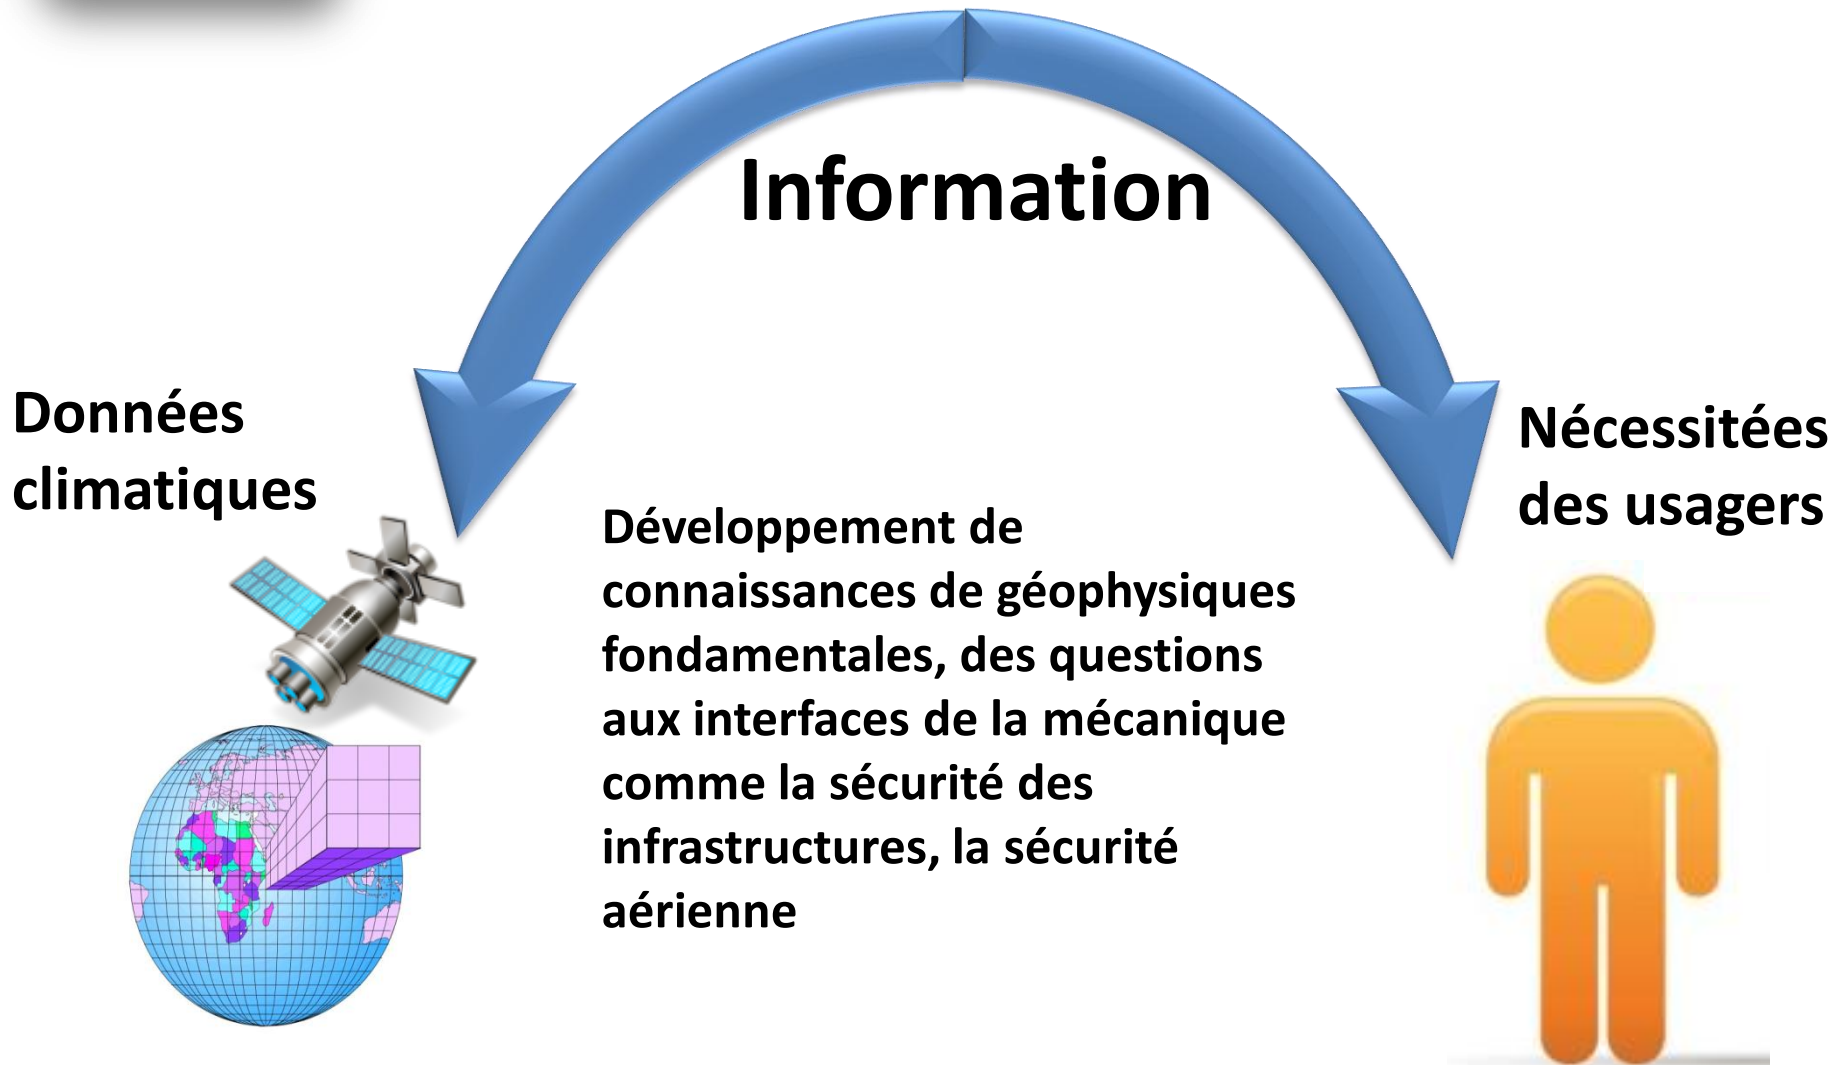 Information
Données
climatiques
Nécessitées
des usagers
Développement de
connaissances de géophysiques
fondamentales, des questions
aux interfaces de la mécanique
comme la sécurité des
infrastructures, la sécurité
aérienne